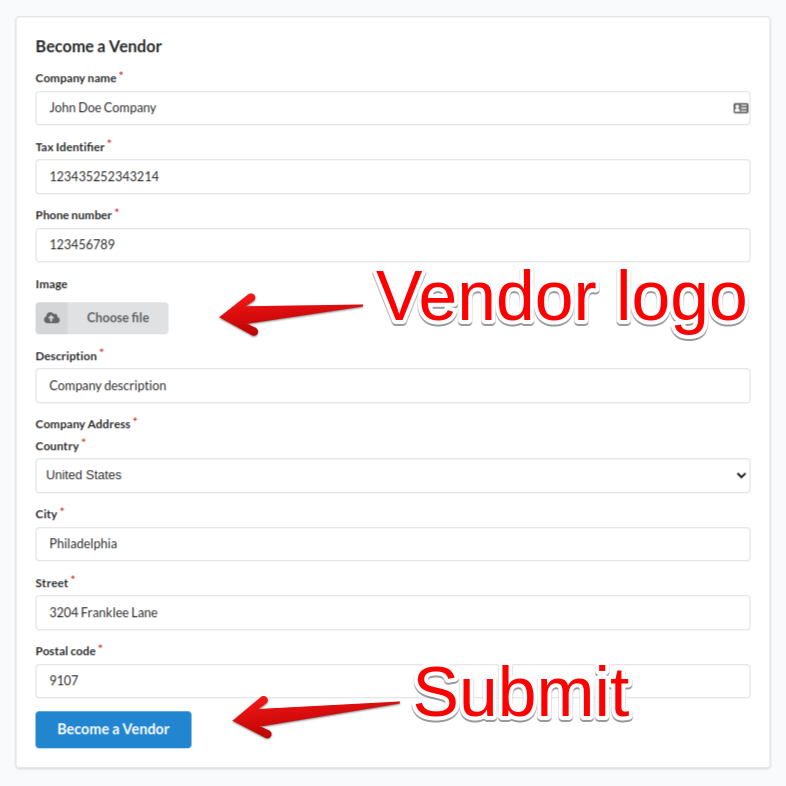 Become a Vendor
Company name *
John Doe Company
Tax Identifier *
123435252343214
Phone number *
123456789
Image
Choose file
Vendor logo
Description *
Company description
Company Address *
Country *
United States
City *
Philadelphia
Street *
3204 Franklee Lane
Postal code *
9107
Submit
Become a Vendor